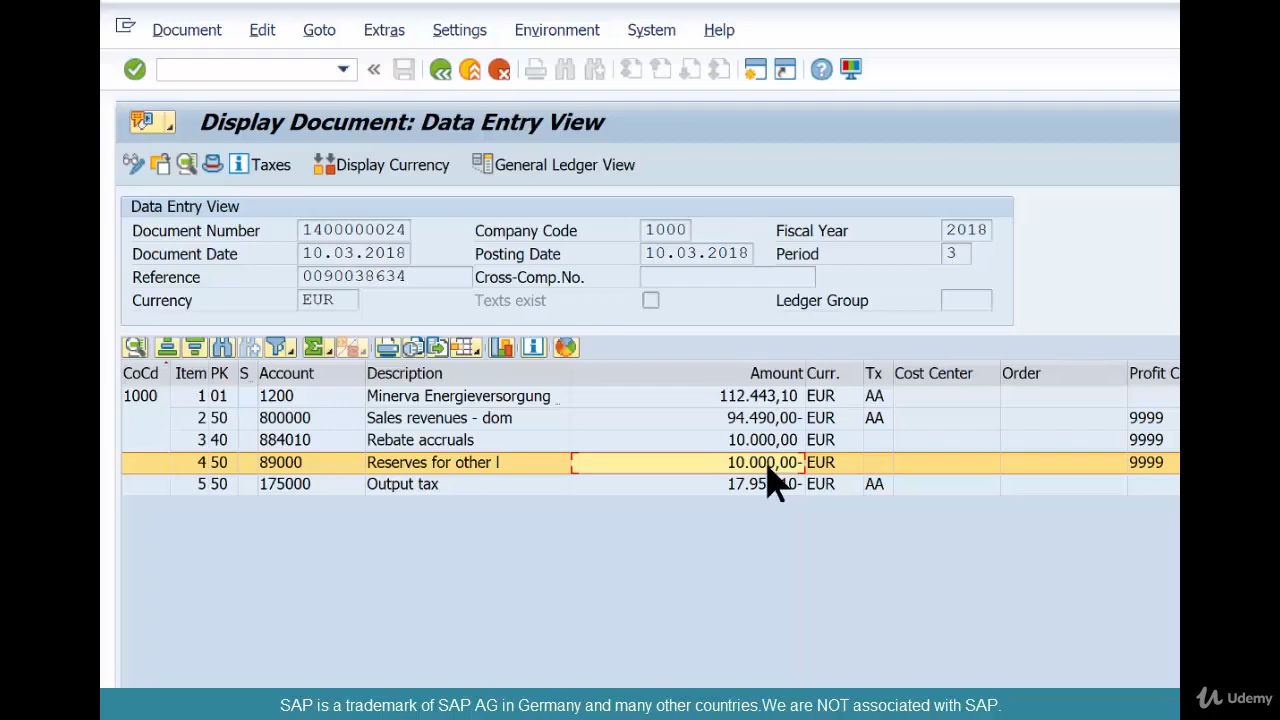 Document Edit Goto Extras Settings Environment System Help
Display Document: Data Entry View
Taxes Display Currency General Ledger View
Data Entry View
Document Number 1400000024 Company Code 1000 Fiscal Year 2018
Document Date 10.03.2018 Posting Date 10.03.2018 Period 3
Reference 0090038634 Cross-Comp.No.
Currency EUR Texts exist Ledger Group
CoCd Item PK S Account Description Amount Curr. Tx Cost Center Order Profit C
1000 1 01 1200 Minerva Energieversorgung 112.443,10 EUR AA
2 50 800000 Sales revenues - dom 94.490,00- EUR AA 9999
3 40 884010 Rebate accruals 10.000,00 EUR 9999
4 50 89000 Reserves for other l 10.000,00- EUR 9999
5 50 175000 Output tax EUR AA
SAP is a trademark of SAP AG in Germany and many other countries.We are NOT associated with SAP.
Udemy